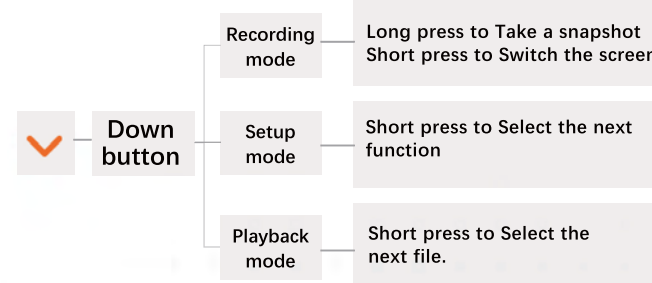 Recording
mode
Long press to Take a snapshot
Short press to Switch the screen
Down
button
Setup
mode
Short press to Select the next
function
Playback
mode
Short press to Select the
next file.